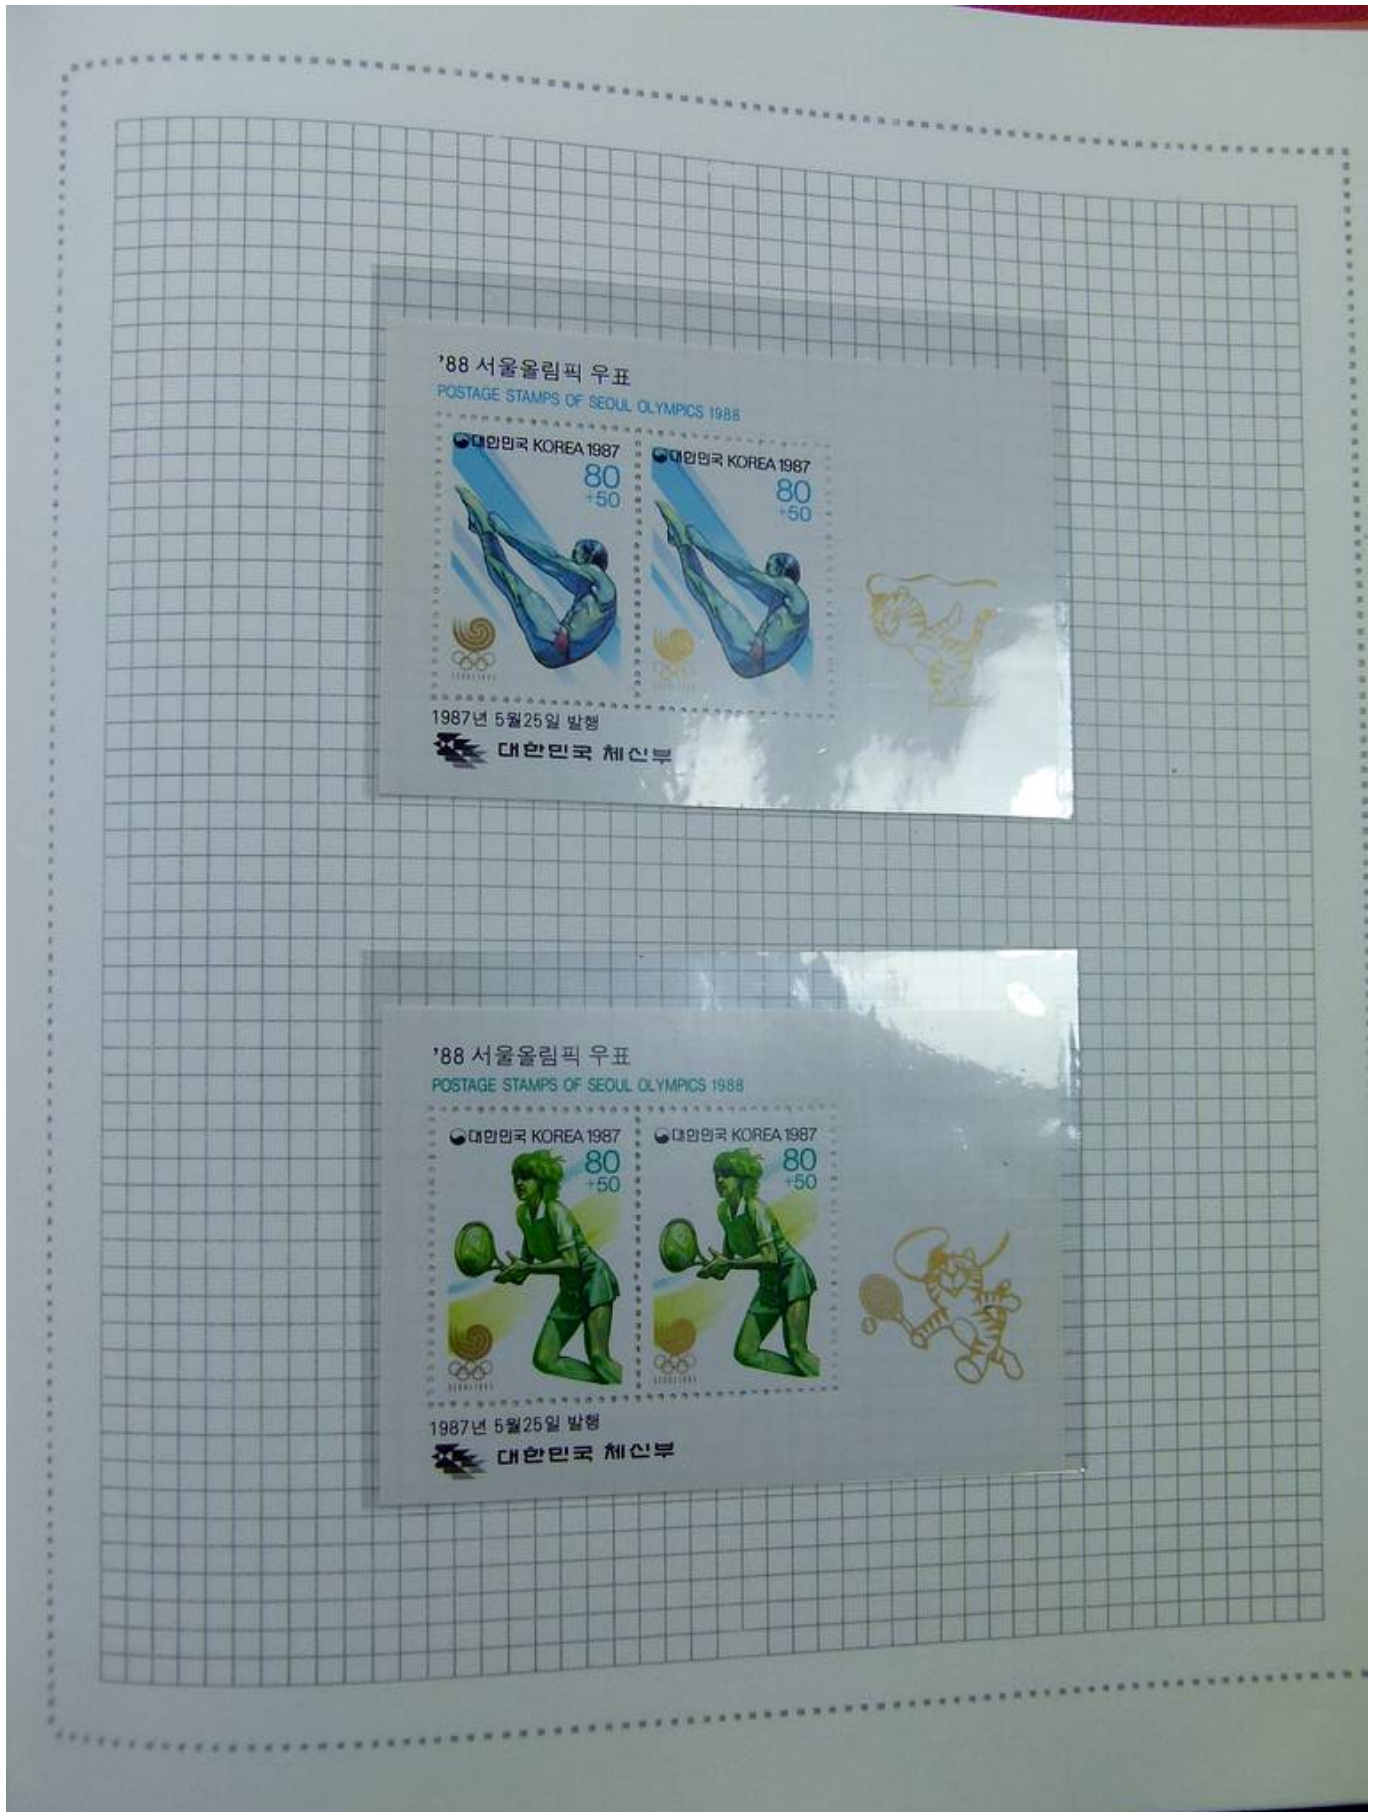 '88 서울올림픽 우표
POSTAGE STAMPS OF SEOUL OLYMPICS 1988
대한민국 KOREA 1987
80
+50
대한민국 KOREA 1987
80
+50
1987년 5월25일 발행
대한민국 체신부
'88 서울올림픽 우표
POSTAGE STAMPS OF SEOUL OLYMPICS 1988
대한민국 KOREA 1987
80
+50
대한민국 KOREA 1987
80
+50
1987년 5월25일 발행
대한민국 체신부